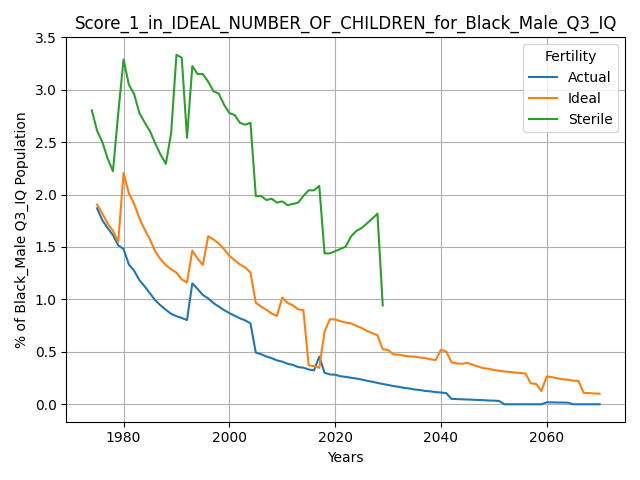 Score_1_in_IDEAL_NUMBER_OF_CHILDREN_for_Black_Male_Q3_IQ
Fertility
Actual
Ideal
Sterile
% of Black_Male Q3_IQ Population
3.5
3.0
2.5
2.0
1.5
1.0
0.5
0.0
1980 2000 2020 2040 2060
Years